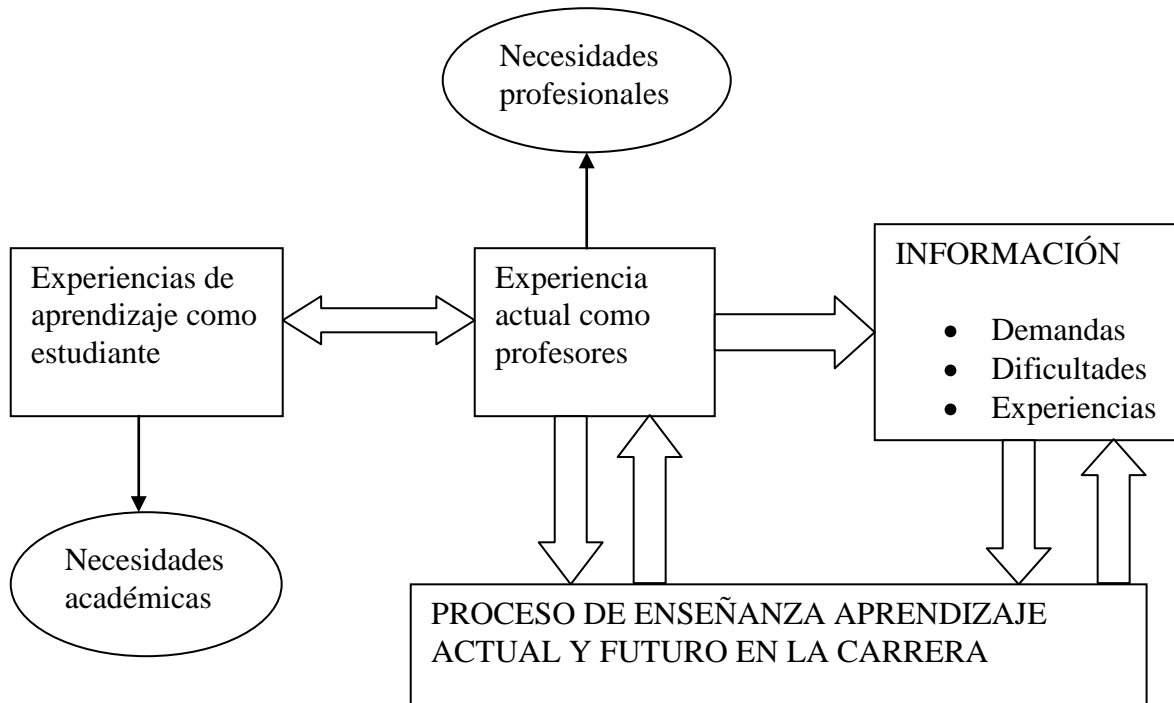 Necesidades
profesionales
Experiencias de
aprendizaje como
estudiante
Experiencia
actual como
profesores
INFORMACIÓN
• Demandas
• Dificultades
• Experiencias
Necesidades
académicas
PROCESO DE ENSEÑANZA APRENDIZAJE
ACTUAL Y FUTURO EN LA CARRERA